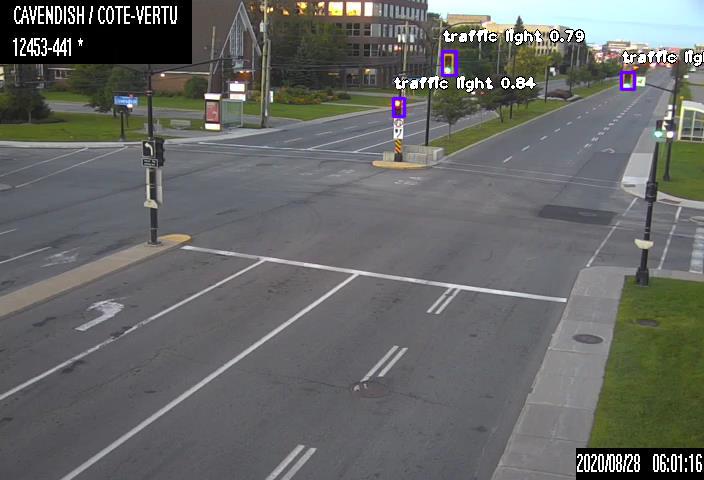 CAVENDISH / COTE-VERTU
12453-441 *
traffic light 0.79
traffic lig
traffic light 0.84
2020/08/28 06:01:16